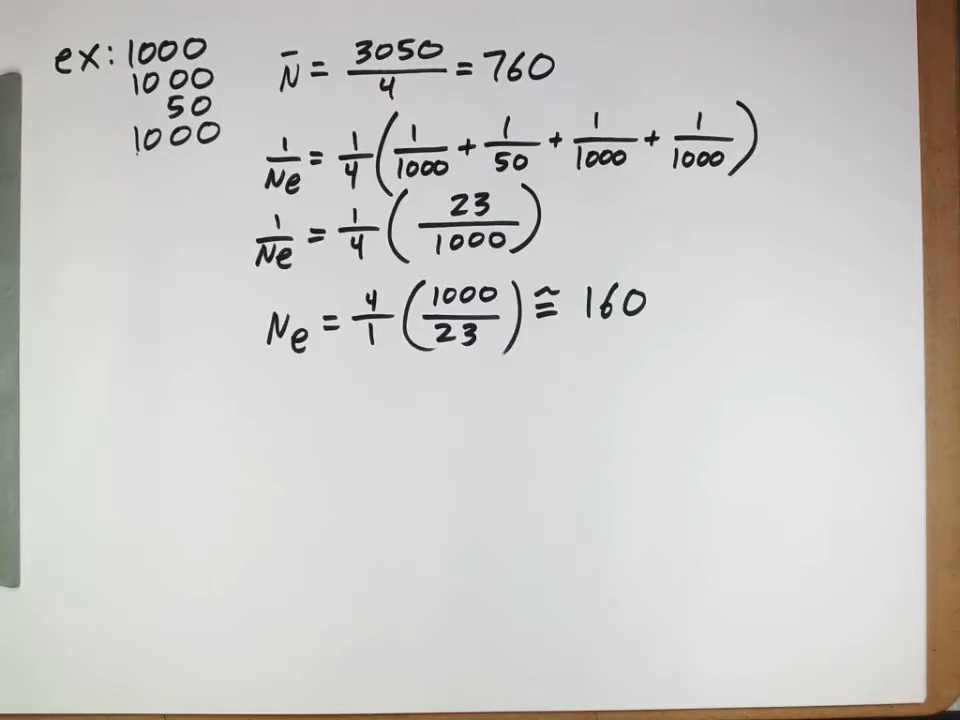 ex: 1000
1000
50
1000
N̄ = 3050/4 = 760
1/Ne = 1/4 (1/1000 + 1/50 + 1/1000 + 1/1000)
1/Ne = 1/4 (23/1000)
Ne = 4/1 (1000/23) ≅ 160